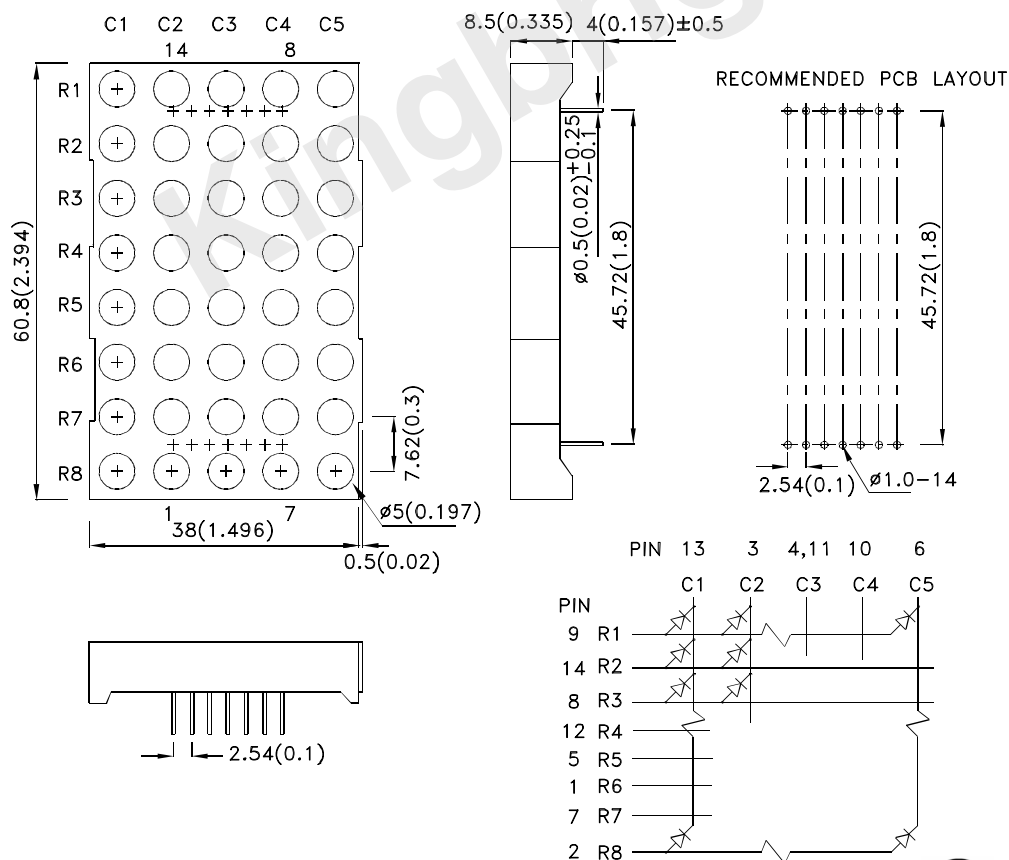 C1 C2 C3 C4 C5
14 8
R1
R2
R3
R4
R5
R6
R7
R8
60.8(2.394)
1 7
38(1.496)
0.5(0.02)
7.62(0.3)
ø5(0.197)
8.5(0.335) 4(0.157)±0.5
ø0.5(0.02)+0.25
-0.1
45.72(1.8)
RECOMMENDED PCB LAYOUT
45.72(1.8)
2.54(0.1)
ø1.0-14
2.54(0.1)
PIN 13 3 4,11 10 6
C1 C2 C3 C4 C5
PIN
9 R1
14 R2
8 R3
12 R4
5 R5
1 R6
7 R7
2 R8